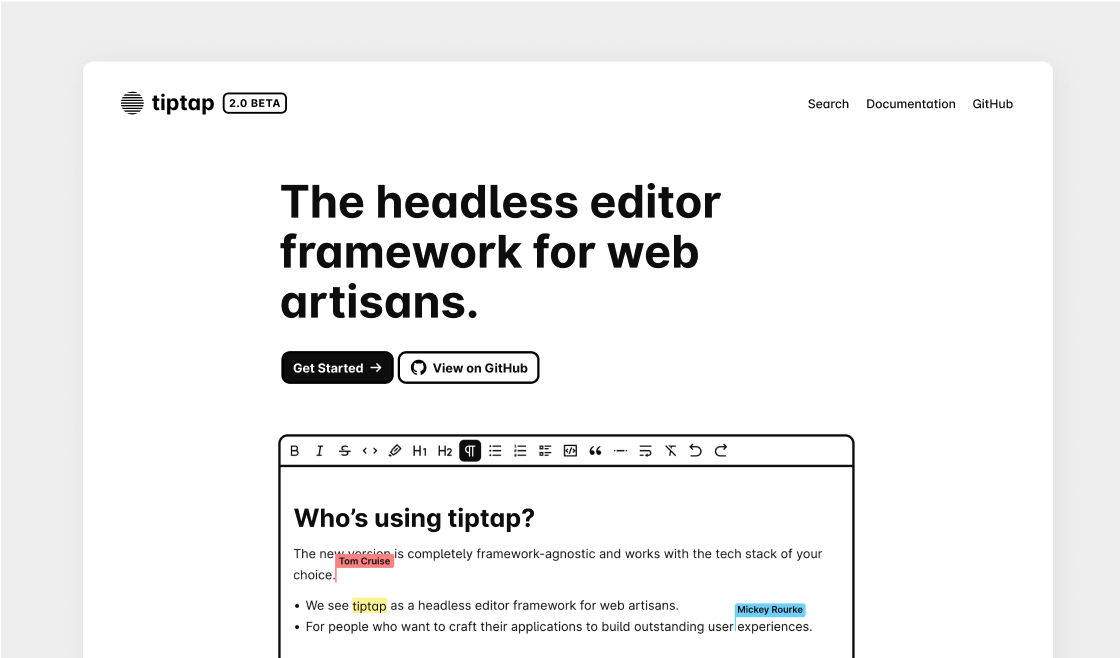 tiptap 2.0 BETA
Search Documentation GitHub
The headless editor
framework for web
artisans.
Get Started → View on GitHub
B I S < > H1 H2 ¶
Who’s using tiptap?
The new version is completely framework-agnostic and works with the tech stack of your
Tom Cruise
choice.
• We see tiptap as a headless editor framework for web artisans.
Mickey Rourke
• For people who want to craft their applications to build outstanding user experiences.